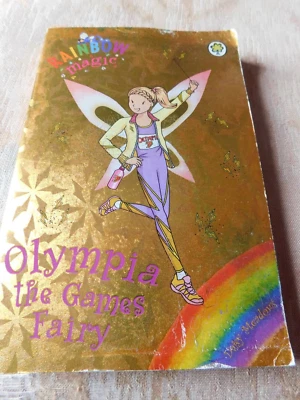 RAINBOW
magic
Olympia
the Games
Fairy
Daisy Meadows